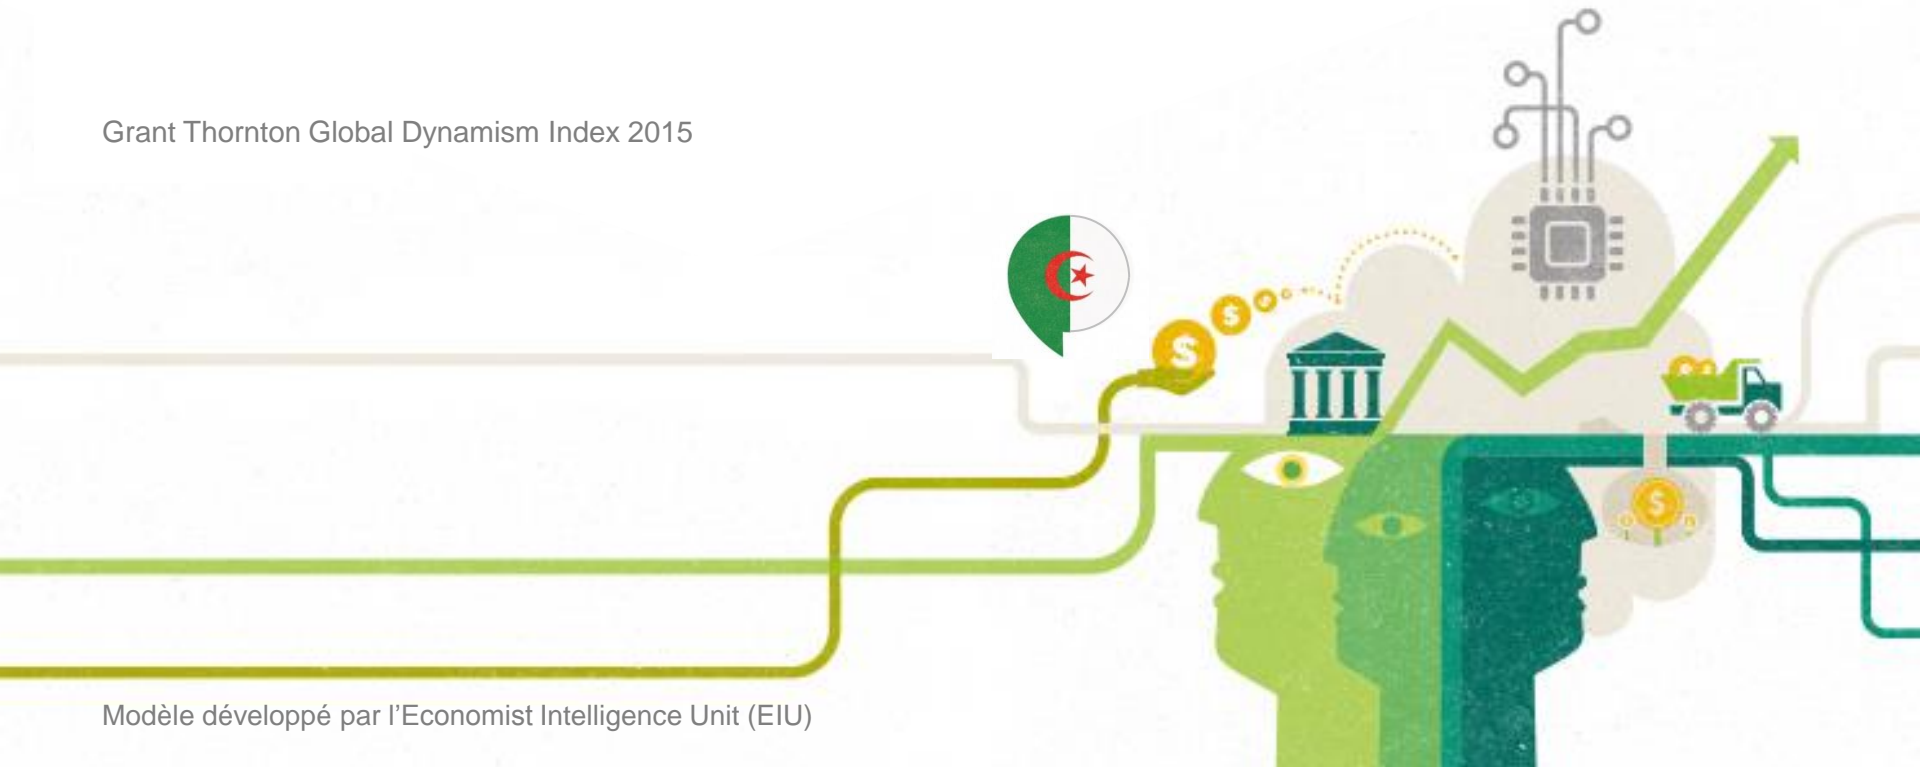 Grant Thornton Global Dynamism Index 2015
$
$
$
$
Modèle développé par l’Economist Intelligence Unit (EIU)